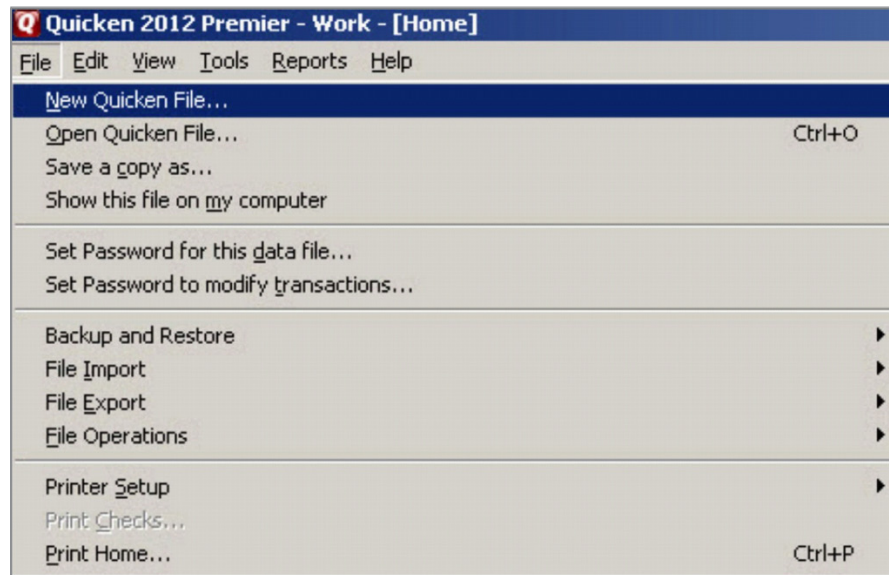 Quicken 2012 Premier - Work - [Home]
File Edit View Tools Reports Help
New Quicken File...
Open Quicken File... Ctrl+O
Save a copy as...
Show this file on my computer
Set Password for this data file...
Set Password to modify transactions...
Backup and Restore
File Import
File Export
File Operations
Printer Setup
Print Checks...
Print Home... Ctrl+P